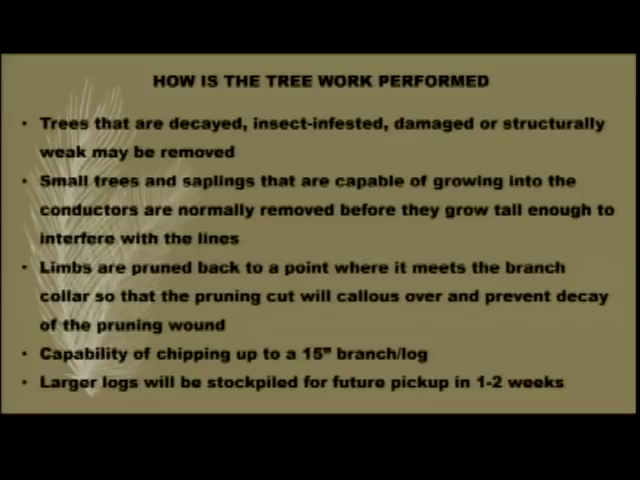 HOW IS THE TREE WORK PERFORMED
• Trees that are decayed, insect-infested, damaged or structurally
weak may be removed
• Small trees and saplings that are capable of growing into the
conductors are normally removed before they grow tall enough to
interfere with the lines
• Limbs are pruned back to a point where it meets the branch
collar so that the pruning cut will callous over and prevent decay
of the pruning wound
• Capability of chipping up to a 15” branch/log
• Larger logs will be stockpiled for future pickup in 1-2 weeks